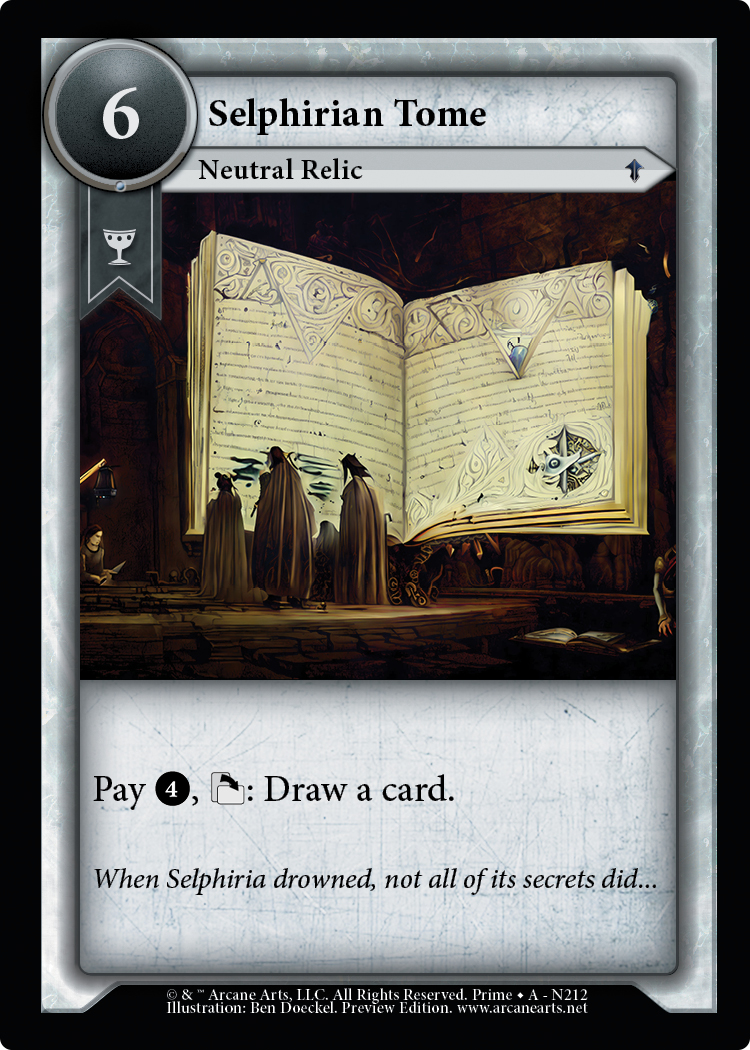 6
Selphirian Tome
Neutral Relic
Pay 4, : Draw a card.
When Selphiria drowned, not all of its secrets did...
© & ™ Arcane Arts, LLC. All Rights Reserved. Prime ♦ A - N212
Illustration: Ben Doeckel. Preview Edition. www.arcanearts.net